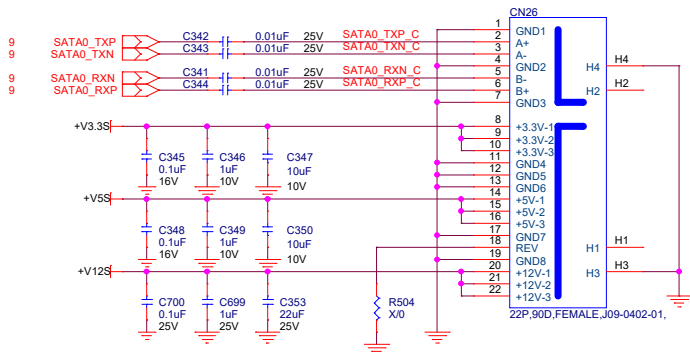 CN26
9 SATA0_TXP C342 0.01uF 25V SATA0_TXP_C 1 GND1
9 SATA0_TXN C343 0.01uF 25V SATA0_TXN_C 2 A+
3 A-
4 GND2 H4 H4
9 SATA0_RXN C341 0.01uF 25V SATA0_RXN_C 5 B-
9 SATA0_RXP C344 0.01uF 25V SATA0_RXP_C 6 B+ H2 H2
7 GND3
+V3.3S 8 +3.3V-1
9 +3.3V-2
10 +3.3V-3
C345 C346 C347 11 GND4
0.1uF 1uF 10uF 12 GND5
16V 10V 10V 13 GND6
+V5S 14 +5V-1
15 +5V-2
16 +5V-3
C348 C349 C350 17 GND7
0.1uF 1uF 10uF 18 REV H1 H1
16V 10V 10V 19 GND8
+V12S 20 +12V-1 H3 H3
21 +12V-2
22 +12V-3
C700 C699 C353 R504
0.1uF 1uF 22uF X/0
25V 25V 25V
22P,90D,FEMALE,J09-0402-01,